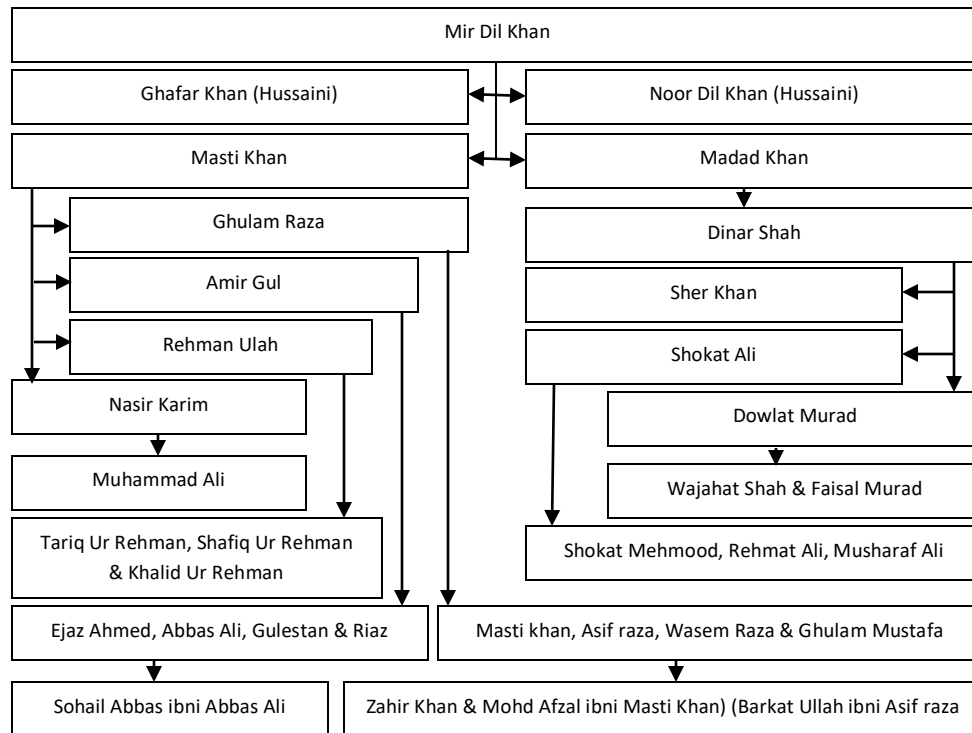 Mir Dil Khan
Ghafar Khan (Hussaini)
Noor Dil Khan (Hussaini)
Masti Khan
Madad Khan
Ghulam Raza
Dinar Shah
Amir Gul
Sher Khan
Rehman Ulah
Shokat Ali
Nasir Karim
Dowlat Murad
Muhammad Ali
Wajahat Shah & Faisal Murad
Tariq Ur Rehman, Shafiq Ur Rehman
& Khalid Ur Rehman
Shokat Mehmood, Rehmat Ali, Musharaf Ali
Ejaz Ahmed, Abbas Ali, Gulestan & Riaz
Masti khan, Asif raza, Wasem Raza & Ghulam Mustafa
Sohail Abbas ibni Abbas Ali
Zahir Khan & Mohd Afzal ibni Masti Khan) (Barkat Ullah ibni Asif raza